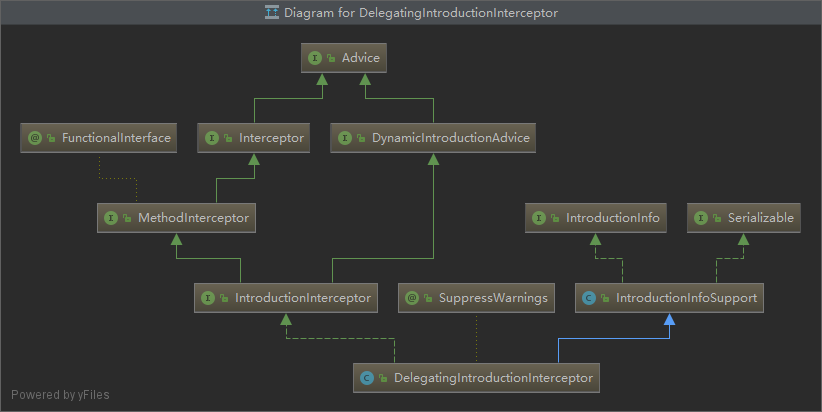 Diagram for DelegatingIntroductionInterceptor
I Advice
@ FunctionalInterface
I Interceptor
I DynamicIntroductionAdvice
I MethodInterceptor
I IntroductionInfo
I Serializable
I IntroductionInterceptor
@ SuppressWarnings
C IntroductionInfoSupport
C DelegatingIntroductionInterceptor
Powered by yFiles